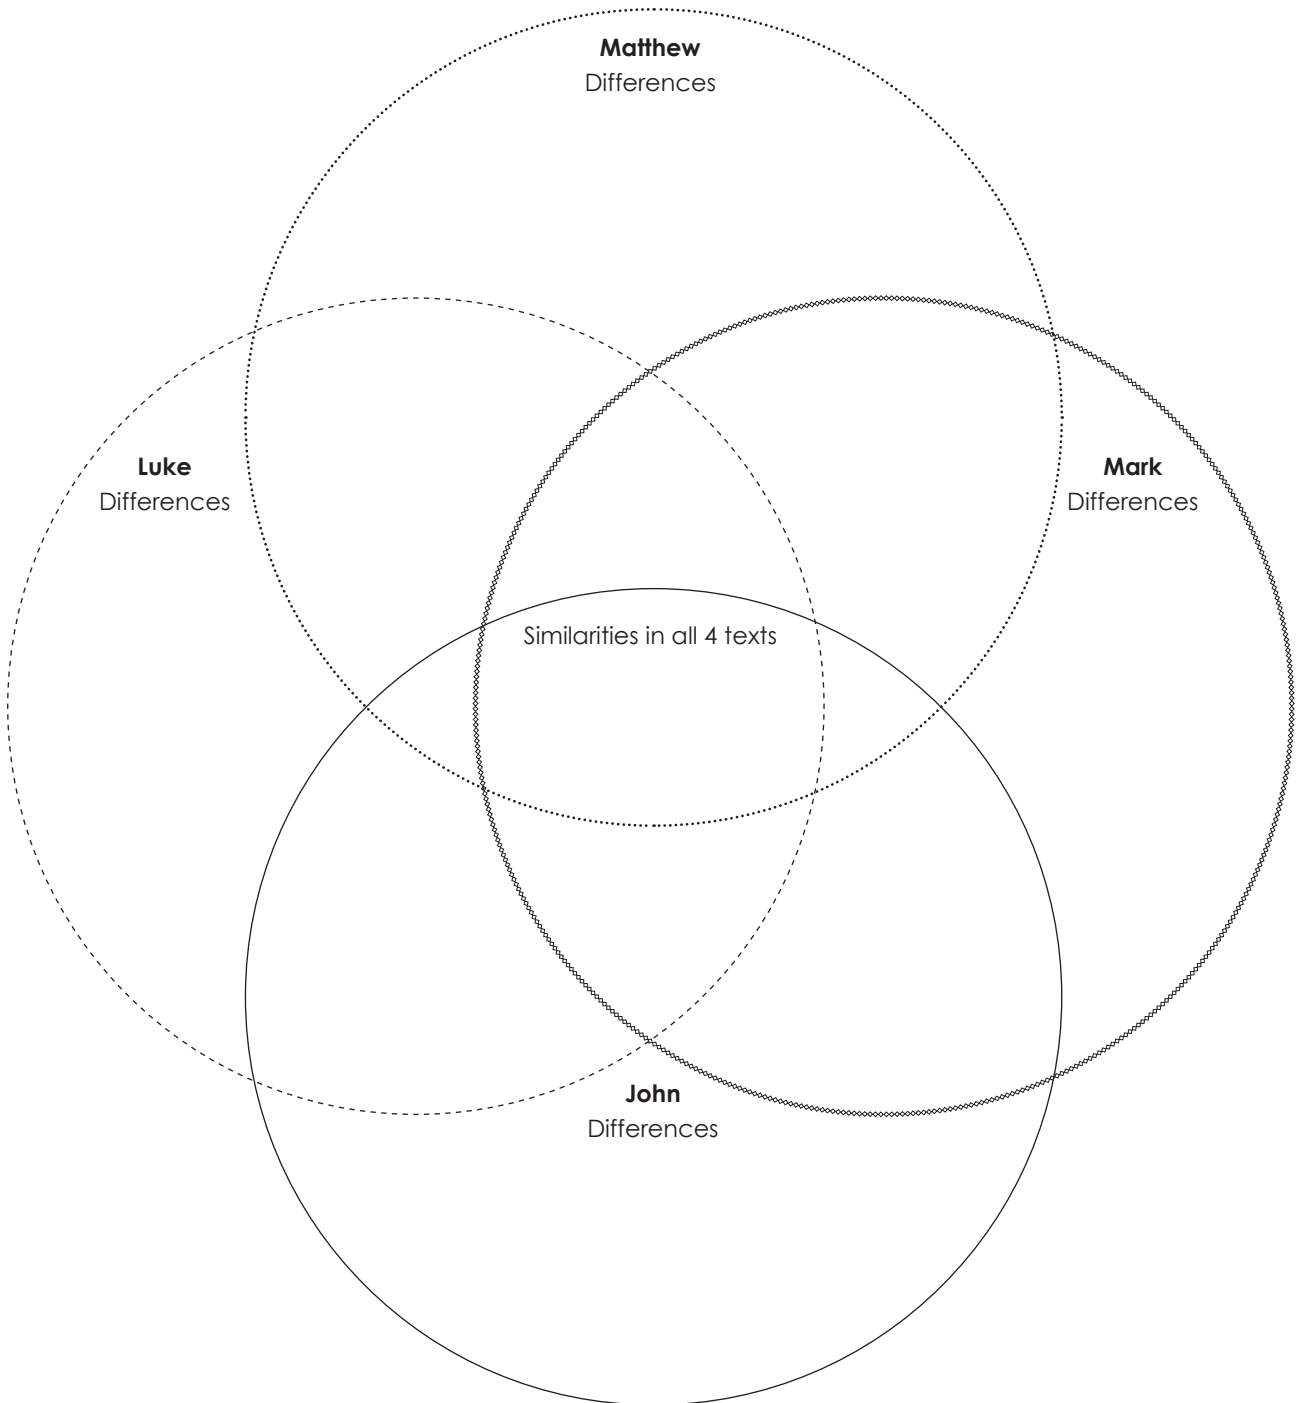 Matthew
Differences
Luke
Differences
Mark
Differences
Similarities in all 4 texts
John
Differences